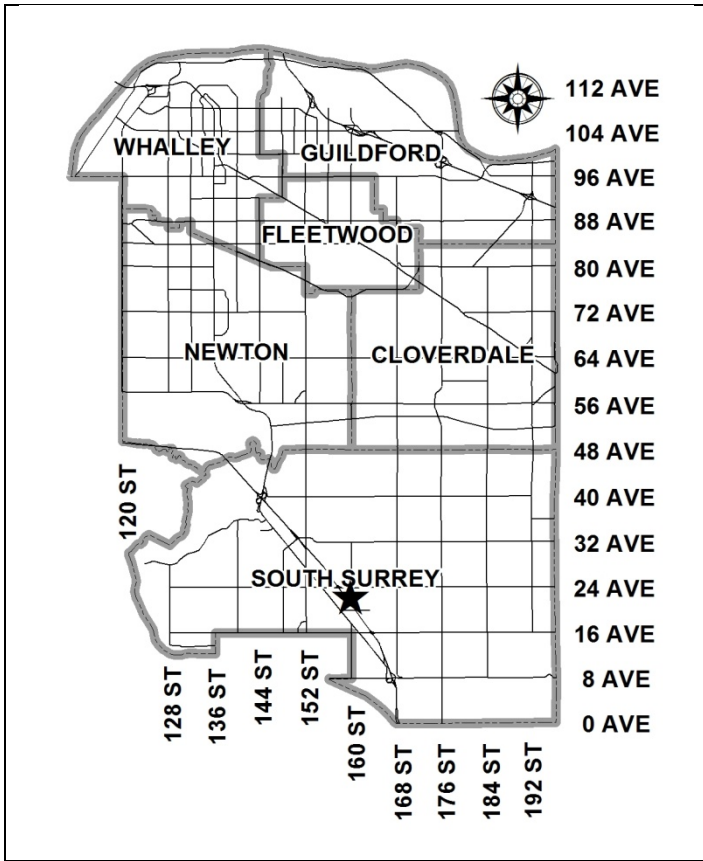 112 AVE
104 AVE
WHALLEY
GUILDFORD
96 AVE
88 AVE
FLEETWOOD
80 AVE
72 AVE
NEWTON
CLOVERDALE
64 AVE
56 AVE
48 AVE
120 ST
40 AVE
32 AVE
SOUTH SURREY
24 AVE
16 AVE
8 AVE
0 AVE
128 ST
136 ST
144 ST
152 ST
160 ST
168 ST
176 ST
184 ST
192 ST